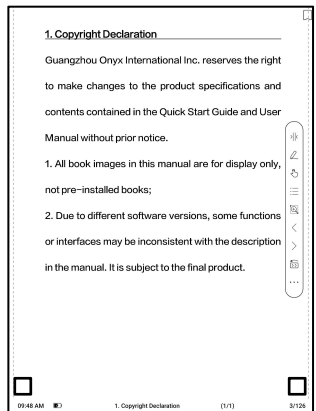 1. Copyright Declaration
Guangzhou Onyx International Inc. reserves the right
to make changes to the product specifications and
contents contained in the Quick Start Guide and User
Manual without prior notice.
1. All book images in this manual are for display only,
not pre-installed books;
2. Due to different software versions, some functions
or interfaces may be inconsistent with the description
in the manual. It is subject to the final product.
09:48 AM 1. Copyright Declaration (1/1) 3/126